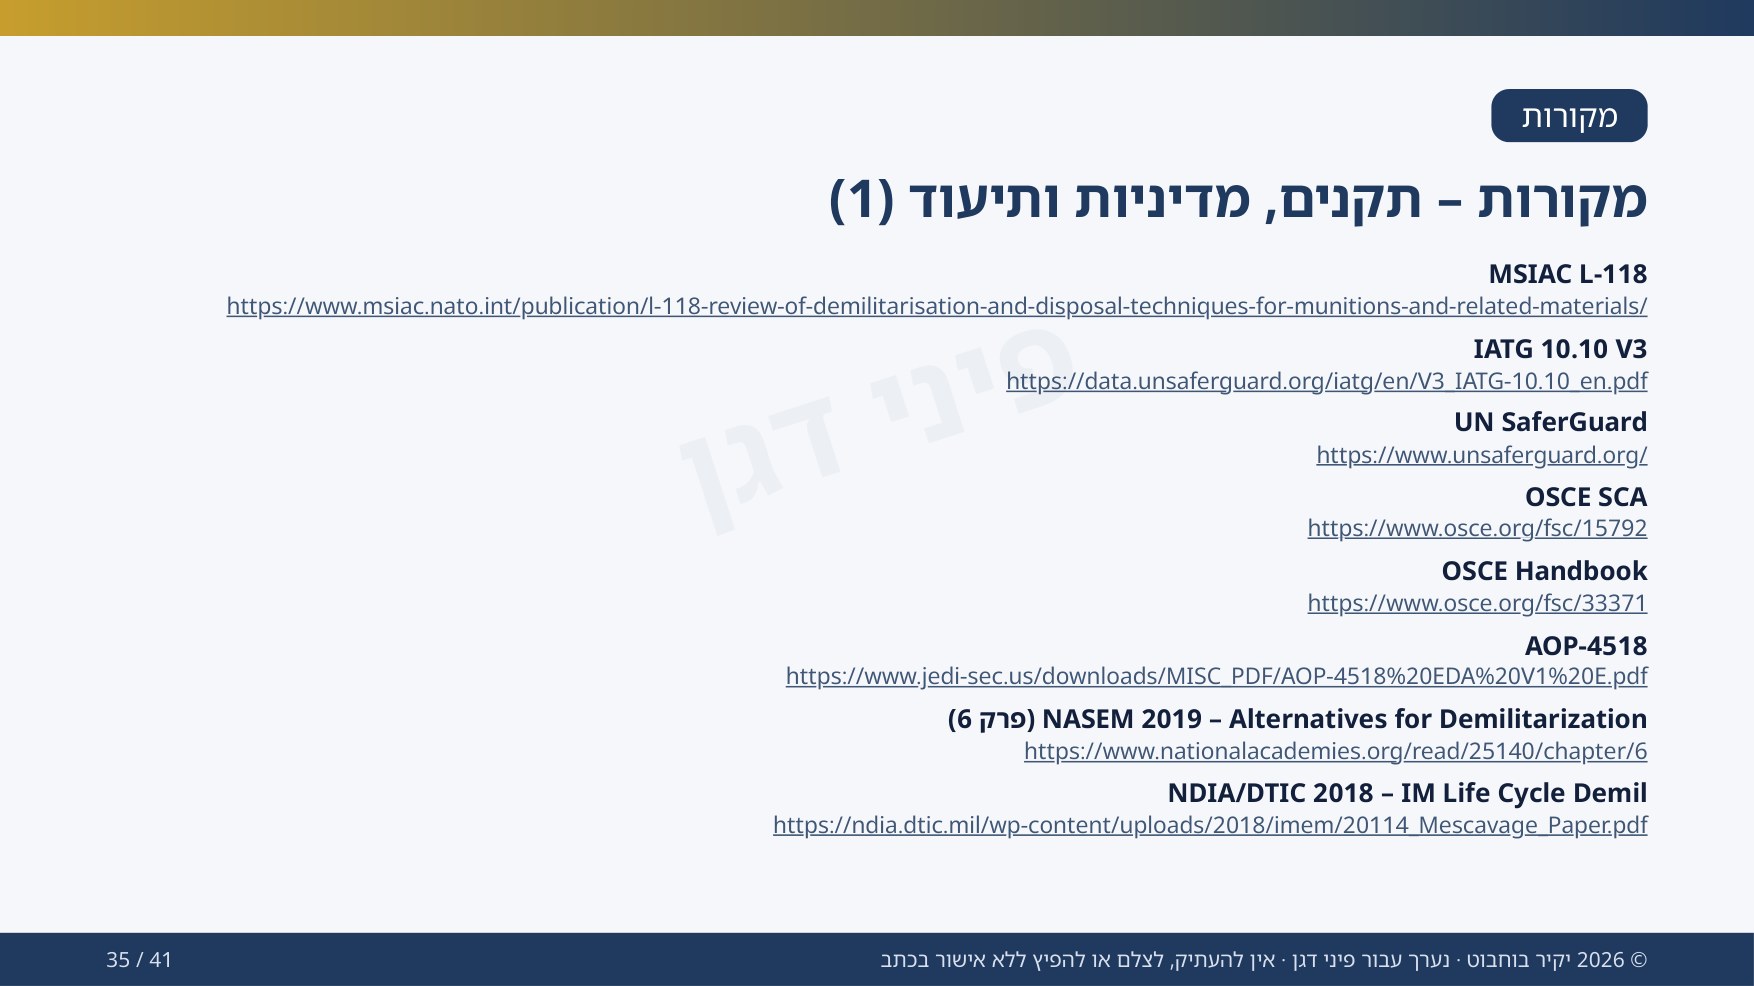 מקורות
מקורות – תקנים, מדיניות ותיעוד (1)
MSIAC L-118
https://www.msiac.nato.int/publication/l-118-review-of-demilitarisation-and-disposal-techniques-for-munitions-and-related-materials/
IATG 10.10 V3
https://data.unsaferguard.org/iatg/en/V3_IATG-10.10_en.pdf
UN SaferGuard
https://www.unsaferguard.org/
OSCE SCA
https://www.osce.org/fsc/15792
OSCE Handbook
https://www.osce.org/fsc/33371
AOP-4518
https://www.jedi-sec.us/downloads/MISC_PDF/AOP-4518%20EDA%20V1%20E.pdf
NASEM 2019 – Alternatives for Demilitarization (פרק 6)
https://www.nationalacademies.org/read/25140/chapter/6
NDIA/DTIC 2018 – IM Life Cycle Demil
https://ndia.dtic.mil/wp-content/uploads/2018/imem/20114_Mescavage_Paper.pdf
פיני דגן
© 2026 יקיר בוחבוט · נערך עבור פיני דגן · אין להעתיק, לצלם או להפיץ ללא אישור בכתב
35 / 41